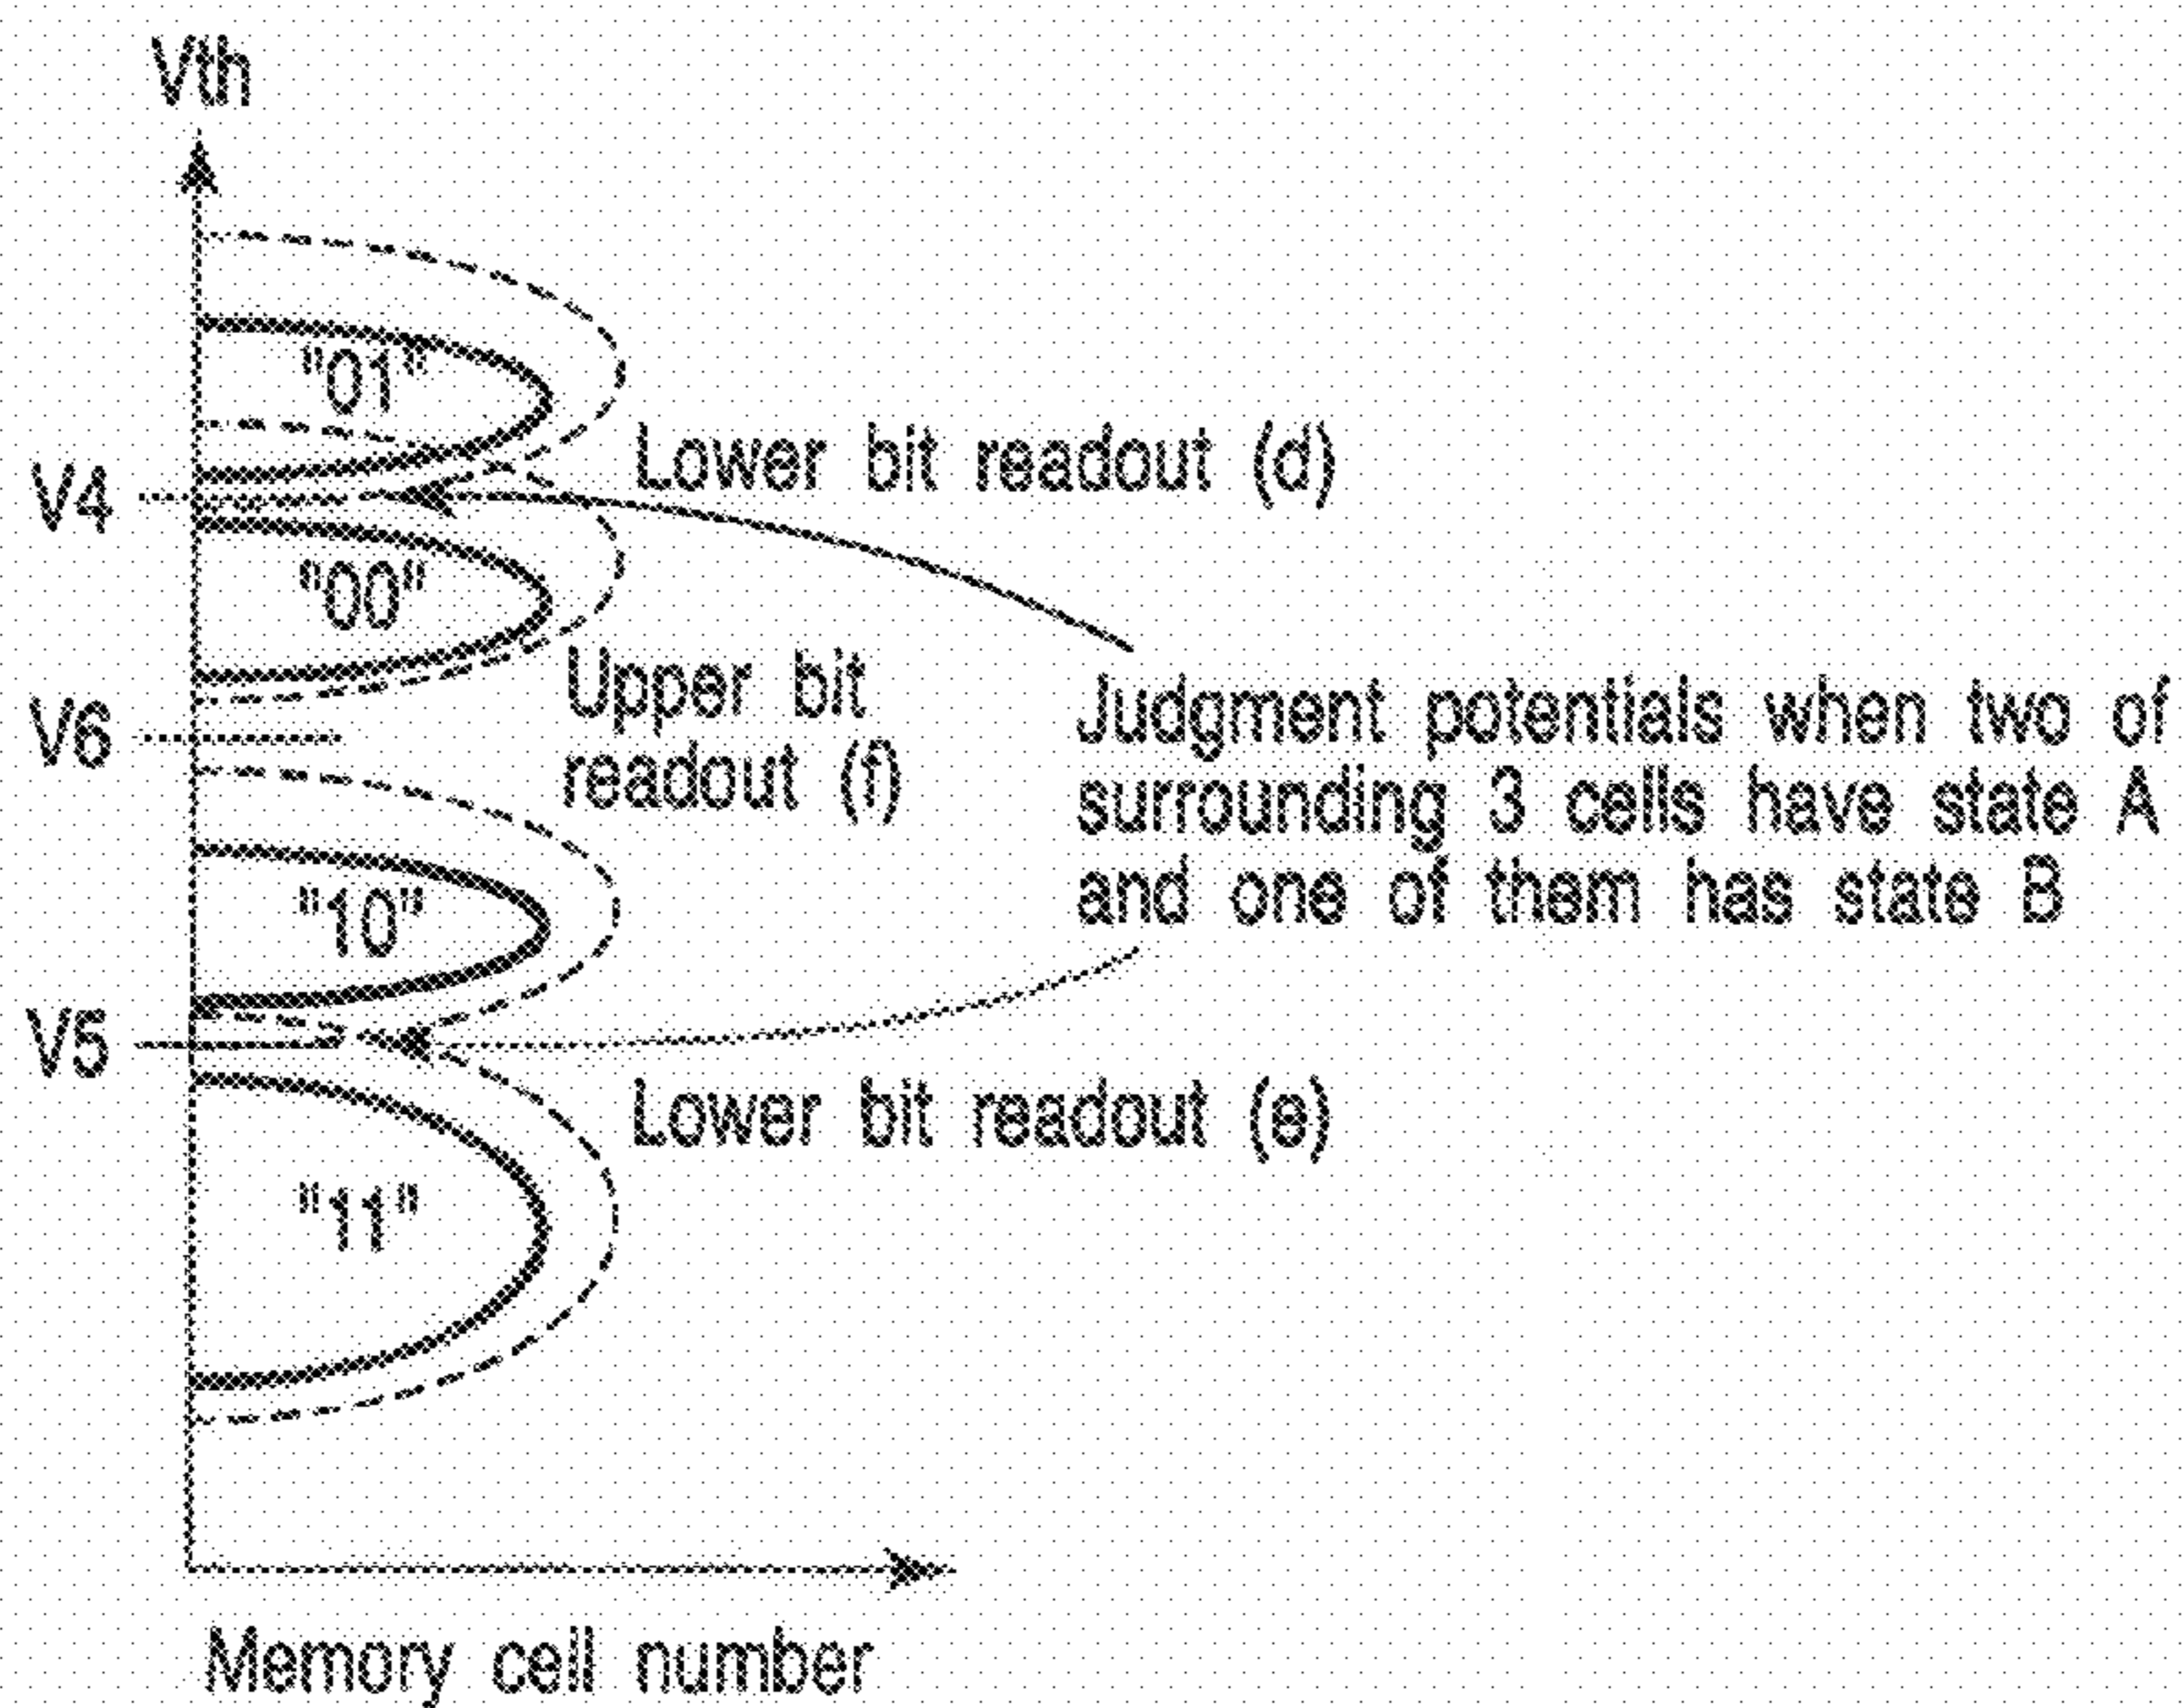 Vth
"01"
Lower bit readout (d)
V4
"00"
Upper bit
readout (f)
V6
Judgment potentials when two of
surrounding 3 cells have state A
and one of them has state B
"10"
V5
Lower bit readout (e)
"11"
Memory cell number